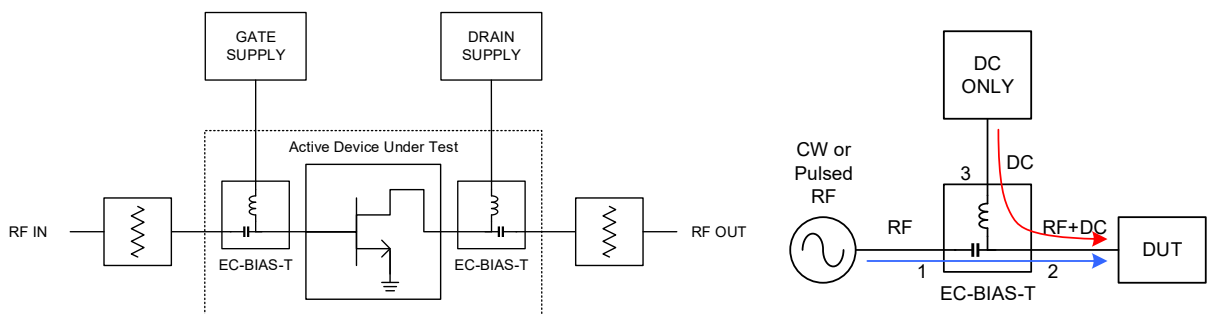 GATE
SUPPLY
DRAIN
SUPPLY
Active Device Under Test
RF IN
EC-BIAS-T
EC-BIAS-T
RF OUT
DC
ONLY
CW or
Pulsed
RF
DC
3
RF
RF+DC
1
2
EC-BIAS-T
DUT